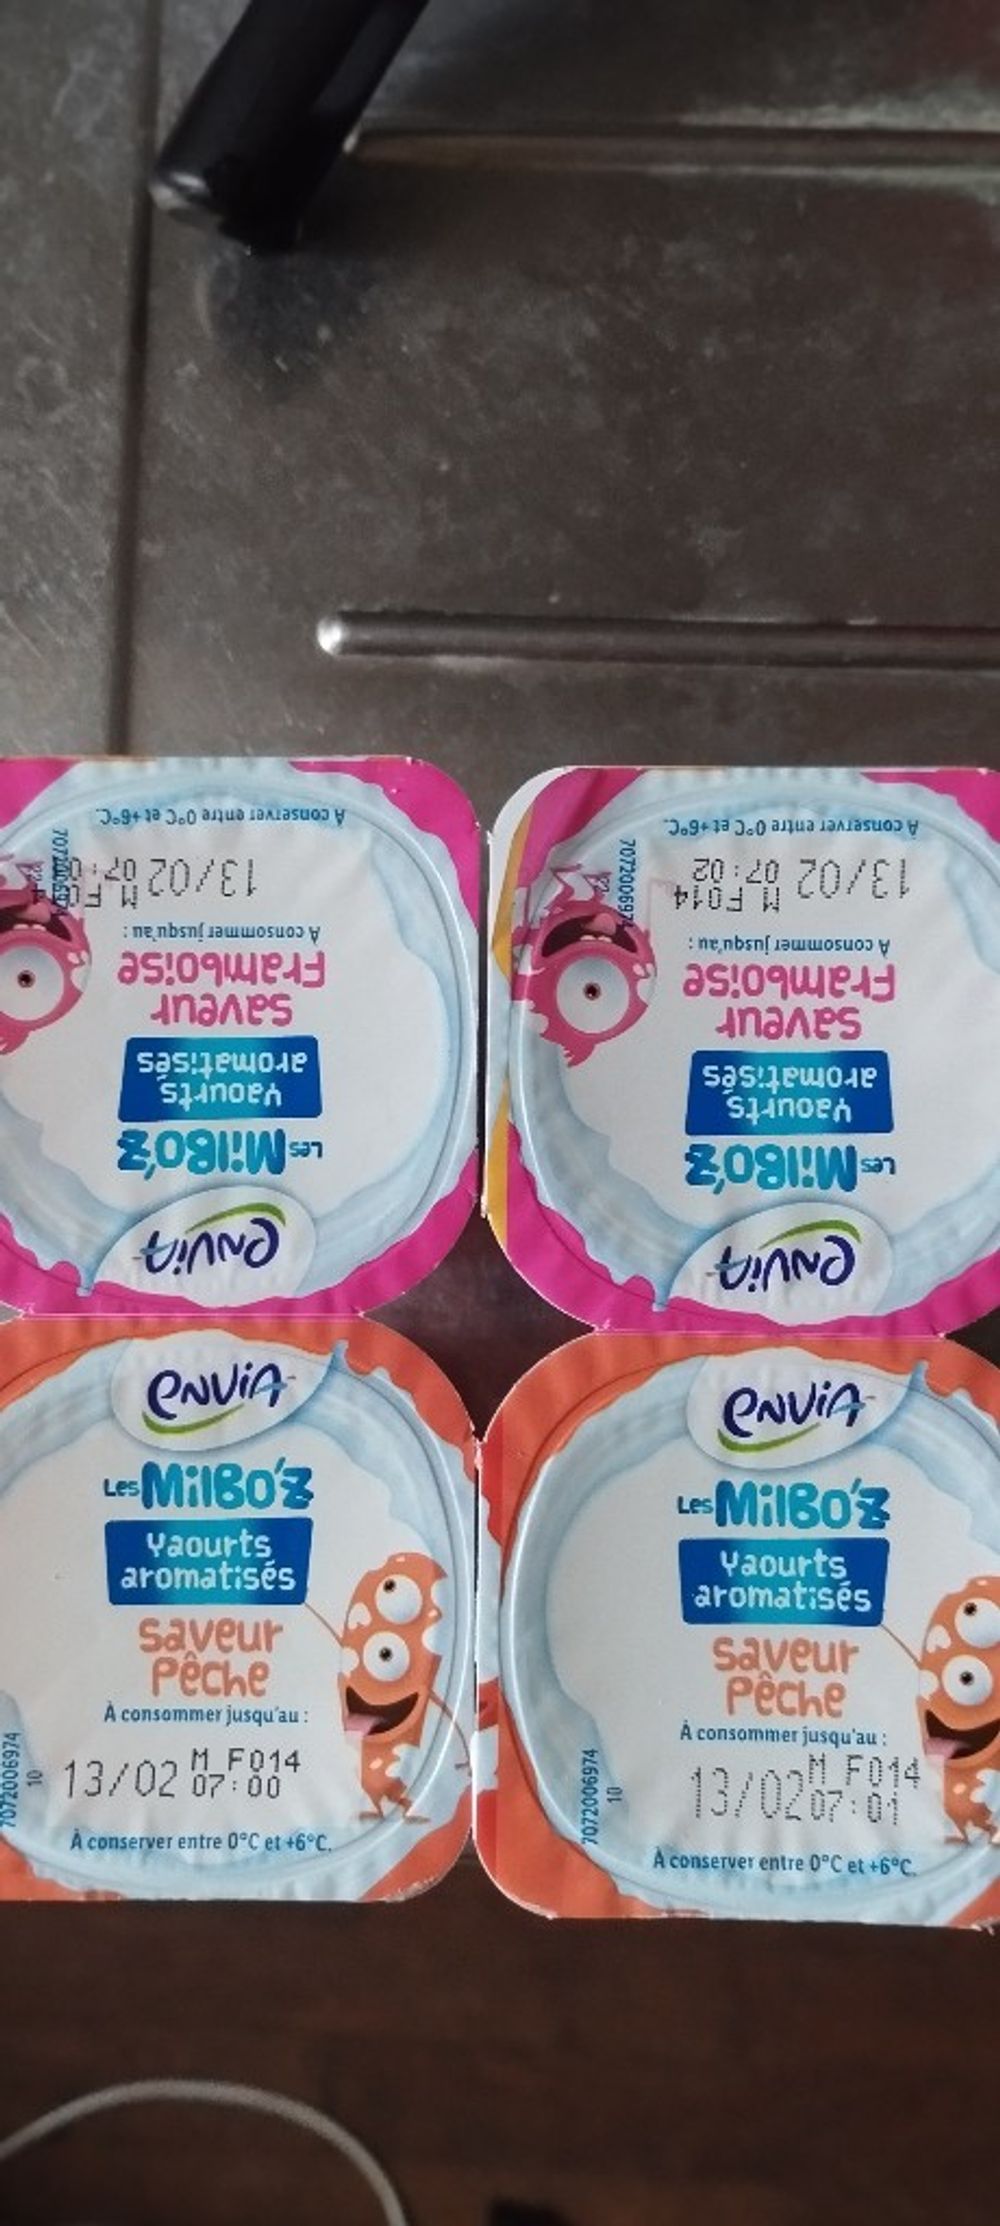 À conserver entre 0°C et +6°C.
7072006974
22
13/02 M F014
07:0
À consommer jusqu'au :
saveur
Framboise
Yaourts
aromatisés
Les MilBO'Z
envia
À conserver entre 0°C et +6°C.
7072006974
22
13/02 M F014
07:02
À consommer jusqu'au :
saveur
Framboise
Yaourts
aromatisés
Les MilBO'Z
envia
envia
Les MilBO'Z
Yaourts
aromatisés
saveur
Pêche
À consommer jusqu'au :
13/02 M F014
07:00
7072006974
10
À conserver entre 0°C et +6°C.
envia
Les MilBO'Z
Yaourts
aromatisés
saveur
Pêche
À consommer jusqu'au :
13/02 M F014
07:01
7072006974
10
À conserver entre 0°C et +6°C.